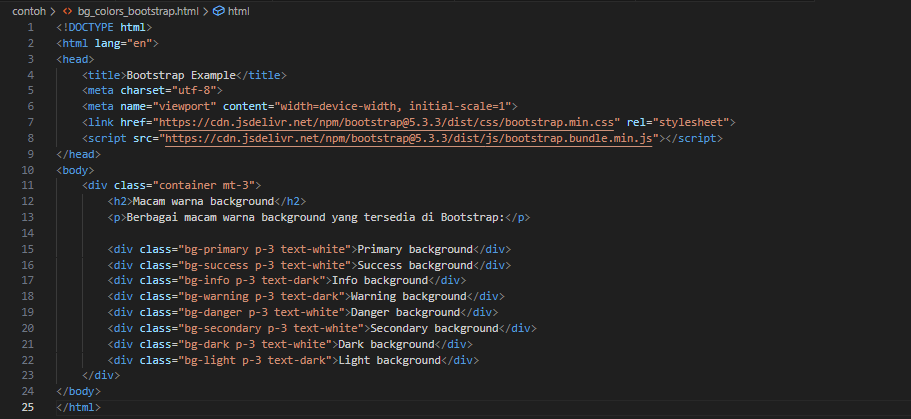 contoh > bg_colors_bootstrap.html > html
1 <!DOCTYPE html>
2 <html lang="en">
3 <head>
4     <title>Bootstrap Example</title>
5     <meta charset="utf-8">
6     <meta name="viewport" content="width=device-width, initial-scale=1">
7     <link href="https://cdn.jsdelivr.net/npm/bootstrap@5.3.3/dist/css/bootstrap.min.css" rel="stylesheet">
8     <script src="https://cdn.jsdelivr.net/npm/bootstrap@5.3.3/dist/js/bootstrap.bundle.min.js"></script>
9 </head>
10 <body>
11     <div class="container mt-3">
12         <h2>Macam warna background</h2>
13         <p>Berbagai macam warna background yang tersedia di Bootstrap:</p>
14
15         <div class="bg-primary p-3 text-white">Primary background</div>
16         <div class="bg-success p-3 text-white">Success background</div>
17         <div class="bg-info p-3 text-dark">Info background</div>
18         <div class="bg-warning p-3 text-dark">Warning background</div>
19         <div class="bg-danger p-3 text-white">Danger background</div>
20         <div class="bg-secondary p-3 text-white">Secondary background</div>
21         <div class="bg-dark p-3 text-white">Dark background</div>
22         <div class="bg-light p-3 text-dark">Light background</div>
23     </div>
24 </body>
25 </html>